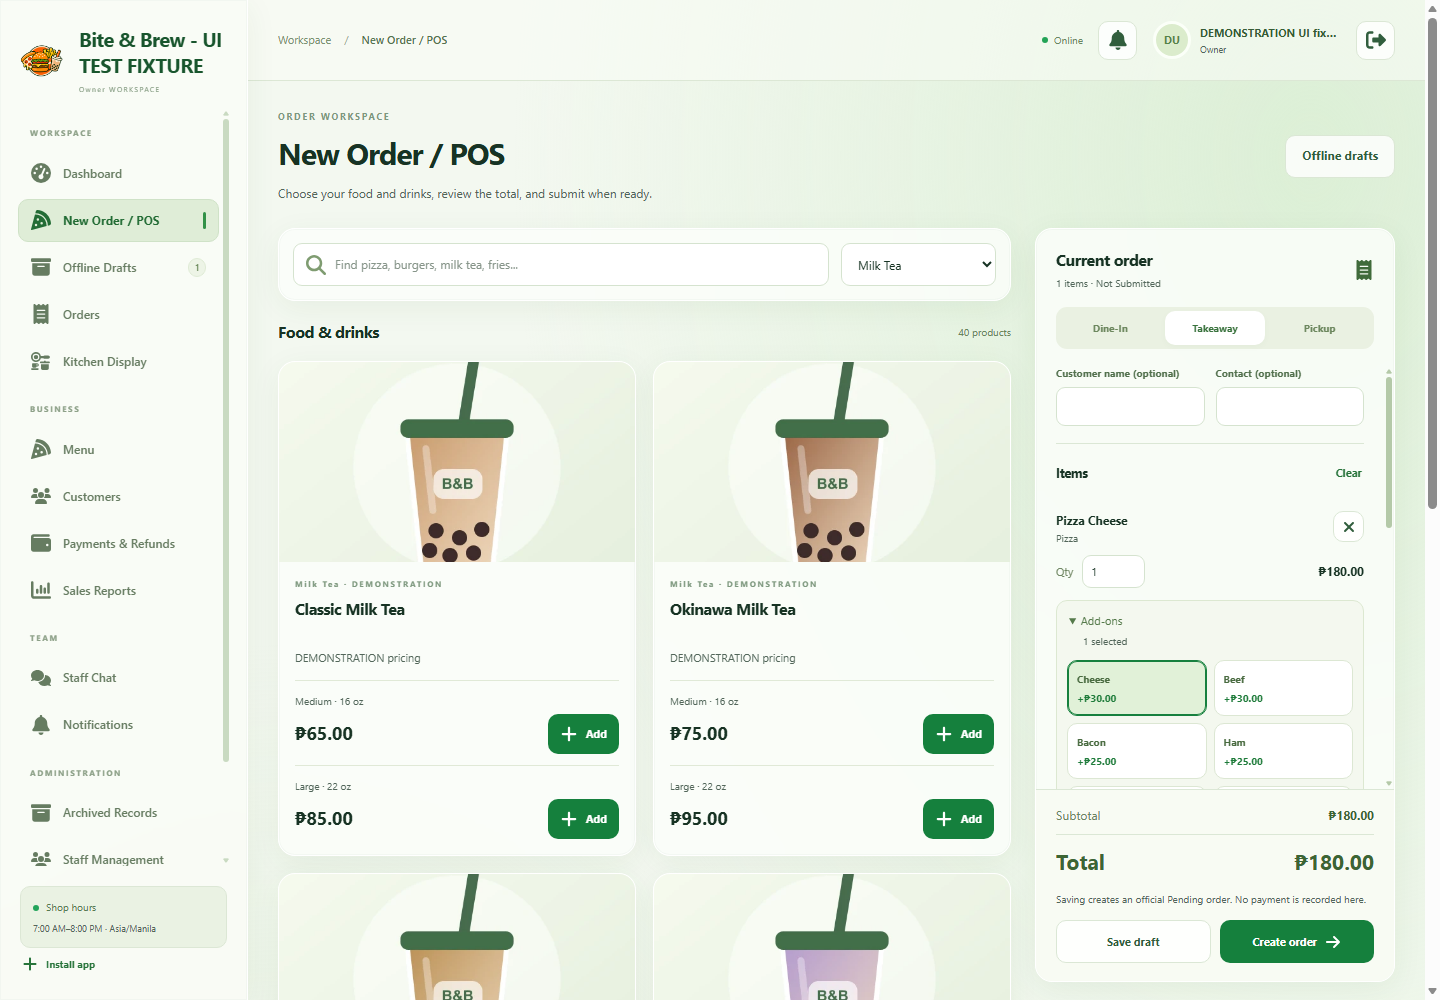 Bite & Brew - UI
TEST FIXTURE
Owner WORKSPACE
WORKSPACE
Dashboard
New Order / POS
Offline Drafts
1
Orders
Kitchen Display
BUSINESS
Menu
Customers
Payments & Refunds
Sales Reports
TEAM
Staff Chat
Notifications
ADMINISTRATION
Archived Records
Staff Management
Shop hours
7:00 AM–8:00 PM · Asia/Manila
Install app
Workspace / New Order / POS
Online
DU
DEMONSTRATION UI fix...
Owner
ORDER WORKSPACE
New Order / POS
Choose your food and drinks, review the total, and submit when ready.
Offline drafts
Find pizza, burgers, milk tea, fries...
Milk Tea
Food & drinks
40 products
B&B
Milk Tea · DEMONSTRATION
Classic Milk Tea
DEMONSTRATION pricing
Medium · 16 oz
₱65.00
Add
Large · 22 oz
₱85.00
Add
B&B
Milk Tea · DEMONSTRATION
Okinawa Milk Tea
DEMONSTRATION pricing
Medium · 16 oz
₱75.00
Add
Large · 22 oz
₱95.00
Add
B&B
B&B
Current order
1 items · Not Submitted
Dine-In
Takeaway
Pickup
Customer name (optional)
Contact (optional)
Items
Clear
Pizza Cheese
Pizza
Qty
1
₱180.00
Add-ons
1 selected
Cheese
+₱30.00
Beef
+₱30.00
Bacon
+₱25.00
Ham
+₱25.00
Subtotal
₱180.00
Total
₱180.00
Saving creates an official Pending order. No payment is recorded here.
Save draft
Create order